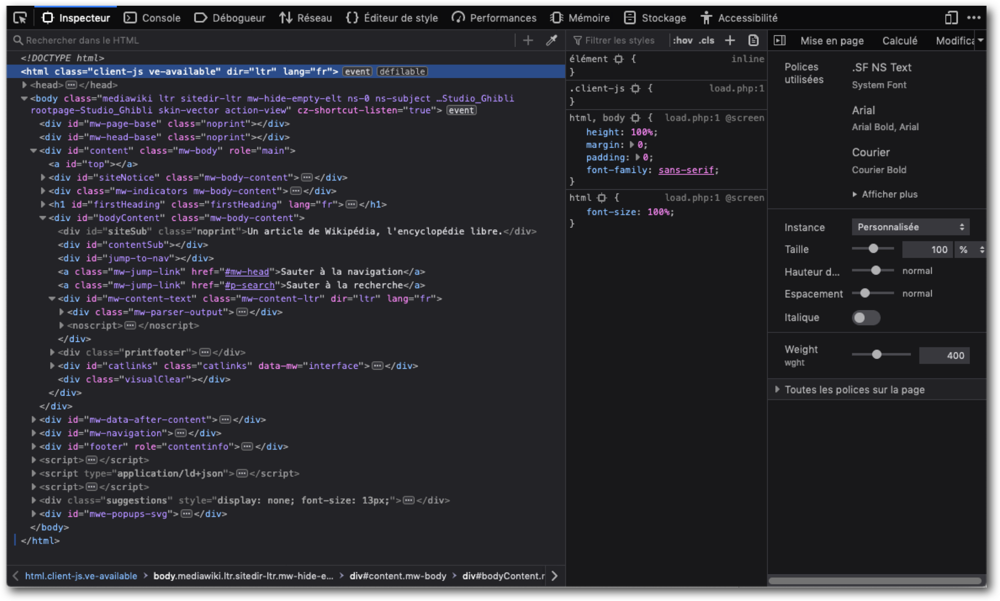 Inspecteur Console Débogueur Réseau Éditeur de style Performances Mémoire Stockage Accessibilité
Rechercher dans le HTML
<!DOCTYPE html>
<html class="client-js ve-available" dir="ltr" lang="fr"> event défilable
<head></head>
<body class="mediawiki ltr sitedir-ltr mw-hide-empty-elt ns-0 ns-subject …Studio_Ghibli
rootpage-Studio_Ghibli skin-vector action-view" cz-shortcut-listen="true"> event
<div id="mw-page-base" class="noprint"></div>
<div id="mw-head-base" class="noprint"></div>
<div id="content" class="mw-body" role="main">
<a id="top"></a>
<div id="siteNotice" class="mw-body-content"></div>
<div class="mw-indicators mw-body-content"></div>
<h1 id="firstHeading" class="firstHeading" lang="fr"></h1>
<div id="bodyContent" class="mw-body-content">
<div id="siteSub" class="noprint">Un article de Wikipédia, l'encyclopédie libre.</div>
<div id="contentSub"></div>
<div id="jump-to-nav"></div>
<a class="mw-jump-link" href="#mw-head">Sauter à la navigation</a>
<a class="mw-jump-link" href="#p-search">Sauter à la recherche</a>
<div id="mw-content-text" class="mw-content-ltr" dir="ltr" lang="fr">
<div class="mw-parser-output"></div>
<noscript></noscript>
</div>
<div class="printfooter"></div>
<div id="catlinks" class="catlinks" data-mw="interface"></div>
<div class="visualClear"></div>
</div>
</div>
<div id="mw-data-after-content"></div>
<div id="mw-navigation"></div>
<div id="footer" role="contentinfo"></div>
<script></script>
<script type="application/ld+json"></script>
<script></script>
<div class="suggestions" style="display: none; font-size: 13px;"></div>
<div id="mwe-popups-svg"></div>
</body>
</html>
html.client-js.ve-available > body.mediawiki.ltr.sitedir-ltr.mw-hide-e… > div#content.mw-body > div#bodyContent.r
Filtrer les styles :hov .cls +
élément { inline
}
.client-js { load.php:1
}
html, body { load.php:1 @screen
height: 100%;
margin: 0;
padding: 0;
font-family: sans-serif;
}
html { load.php:1 @screen
font-size: 100%;
}
Mise en page Calculé Modifica
Polices utilisées
.SF NS Text
System Font
Arial
Arial Bold, Arial
Courier
Courier Bold
Afficher plus
Instance Personnalisée
Taille 100 %
Hauteur d… normal
Espacement normal
Italique
Weight 400
wght
Toutes les polices sur la page